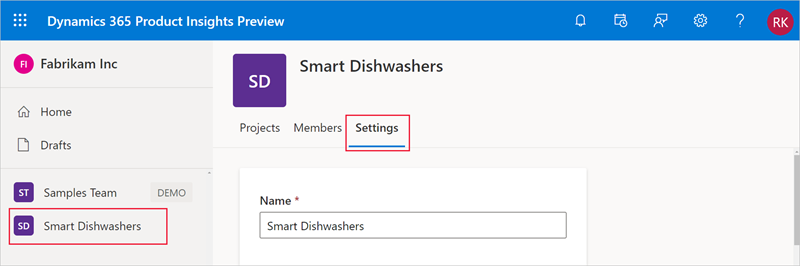 Dynamics 365 Product Insights Preview
?
RK
FI
Fabrikam Inc
Home
Drafts
ST
Samples Team
DEMO
SD
Smart Dishwashers
SD
Smart Dishwashers
Projects
Members
Settings
Name *
Smart Dishwashers